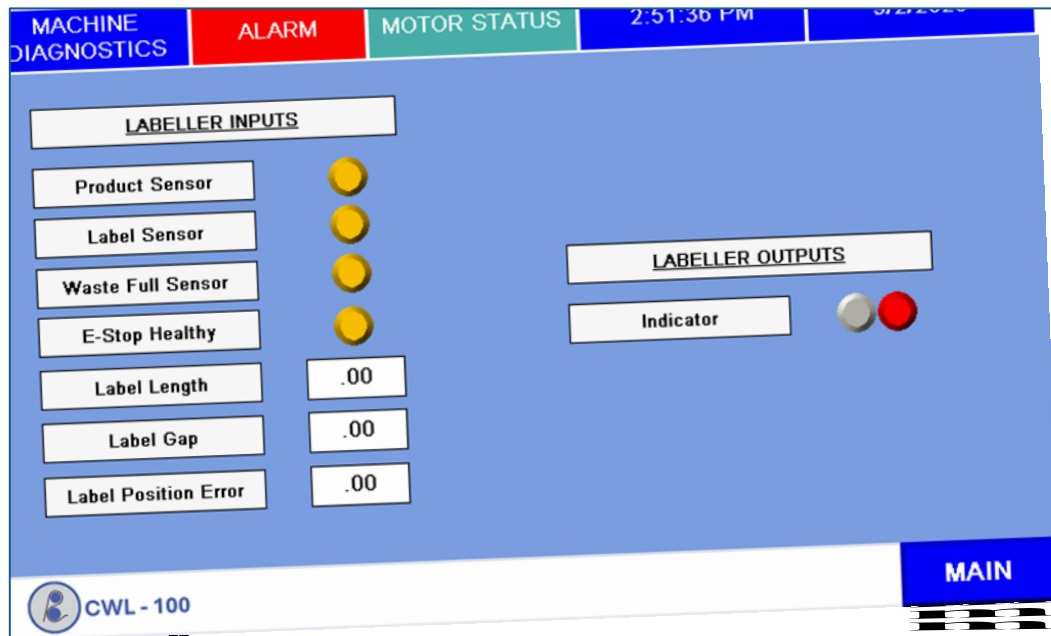 MACHINE
DIAGNOSTICS
ALARM
MOTOR STATUS
2:51:36 PM
LABELLER INPUTS
Product Sensor
Label Sensor
Waste Full Sensor
E-Stop Healthy
Label Length .00
Label Gap .00
Label Position Error .00
LABELLER OUTPUTS
Indicator
CWL - 100
MAIN